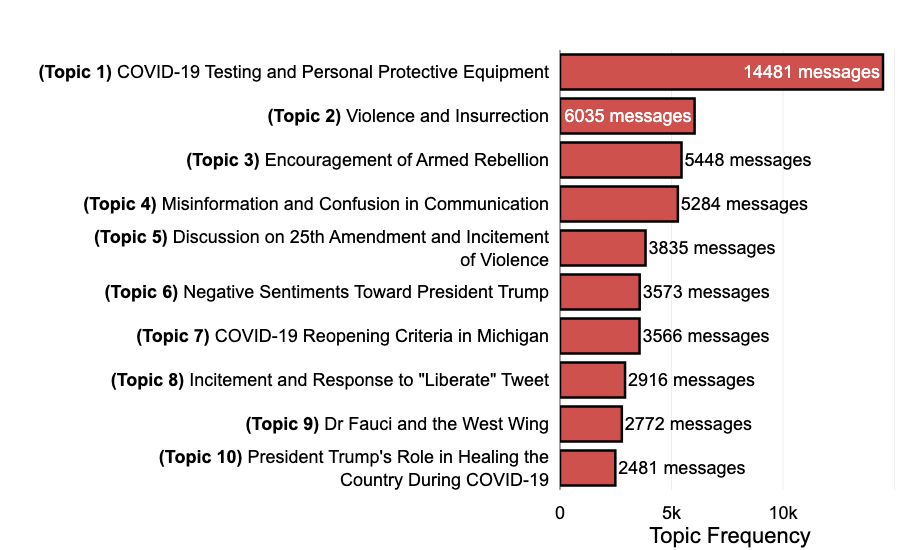 (Topic 1) COVID-19 Testing and Personal Protective Equipment 14481 messages
(Topic 2) Violence and Insurrection 6035 messages
(Topic 3) Encouragement of Armed Rebellion 5448 messages
(Topic 4) Misinformation and Confusion in Communication 5284 messages
(Topic 5) Discussion on 25th Amendment and Incitement
of Violence 3835 messages
(Topic 6) Negative Sentiments Toward President Trump 3573 messages
(Topic 7) COVID-19 Reopening Criteria in Michigan 3566 messages
(Topic 8) Incitement and Response to "Liberate" Tweet 2916 messages
(Topic 9) Dr Fauci and the West Wing 2772 messages
(Topic 10) President Trump's Role in Healing the
Country During COVID-19 2481 messages
0 5k 10k
Topic Frequency